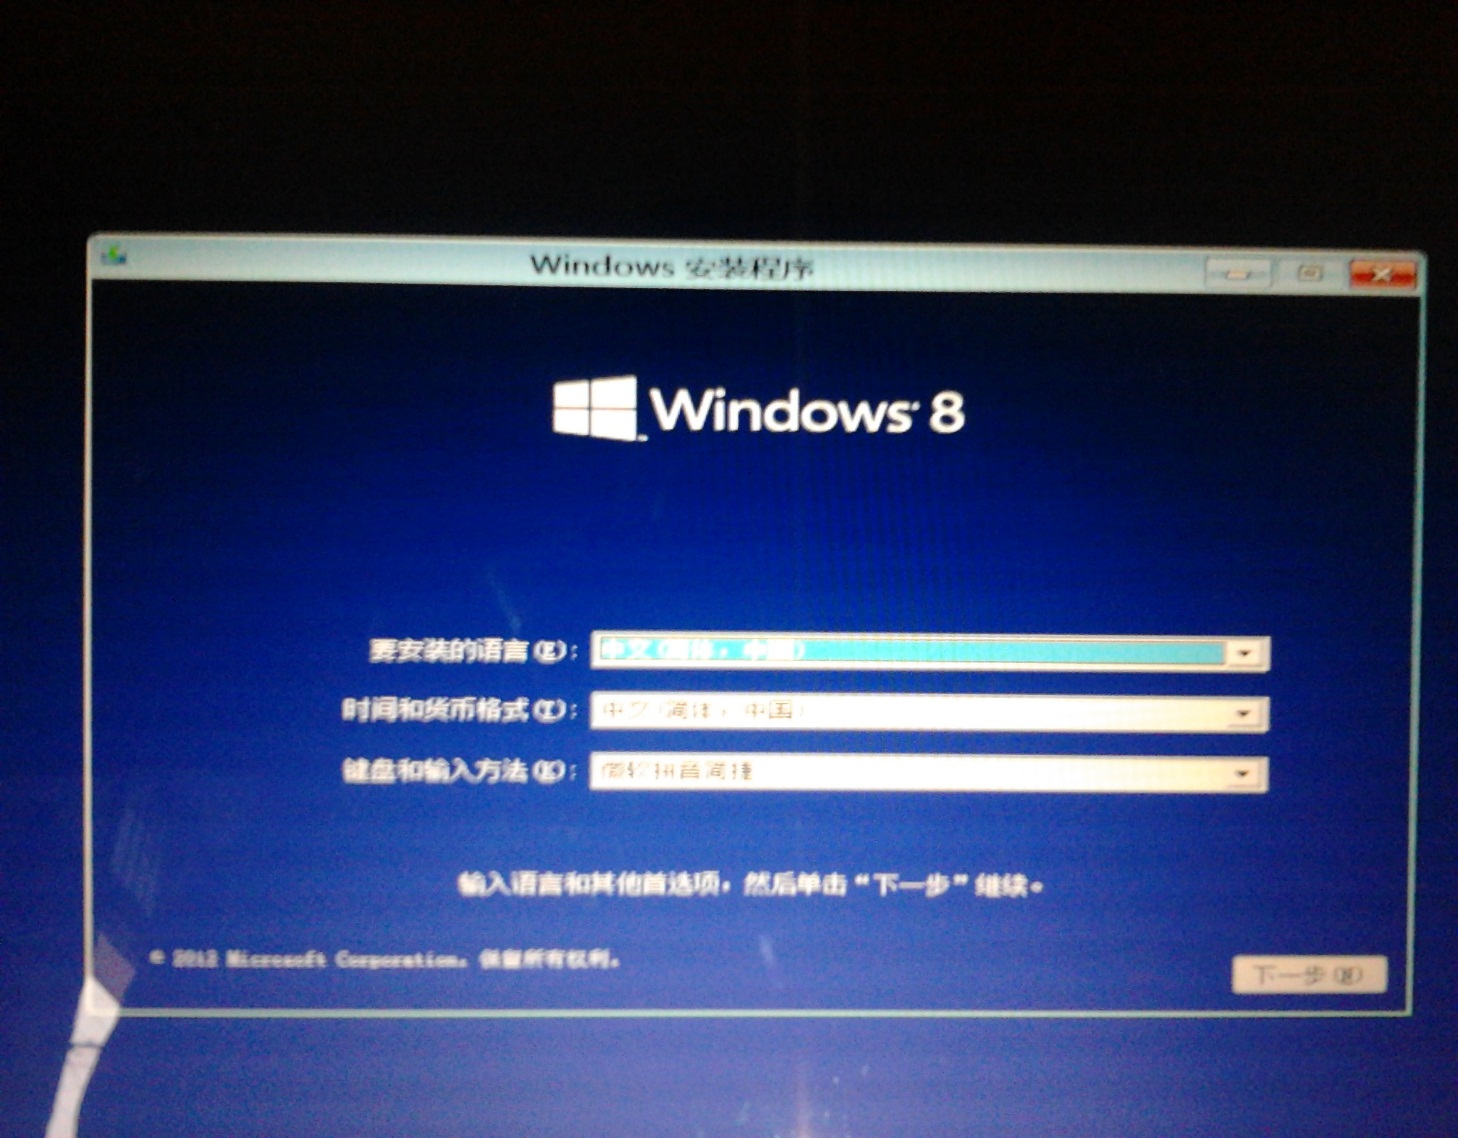 Windows 安装程序
Windows 8
要安装的语言(E): 中文(简体，中国)
时间和货币格式(T): 中文(简体，中国)
键盘和输入方法(K): 微软拼音简捷
输入语言和其他首选项，然后单击“下一步”继续。
© 2012 Microsoft Corporation。保留所有权利。
下一步(N)